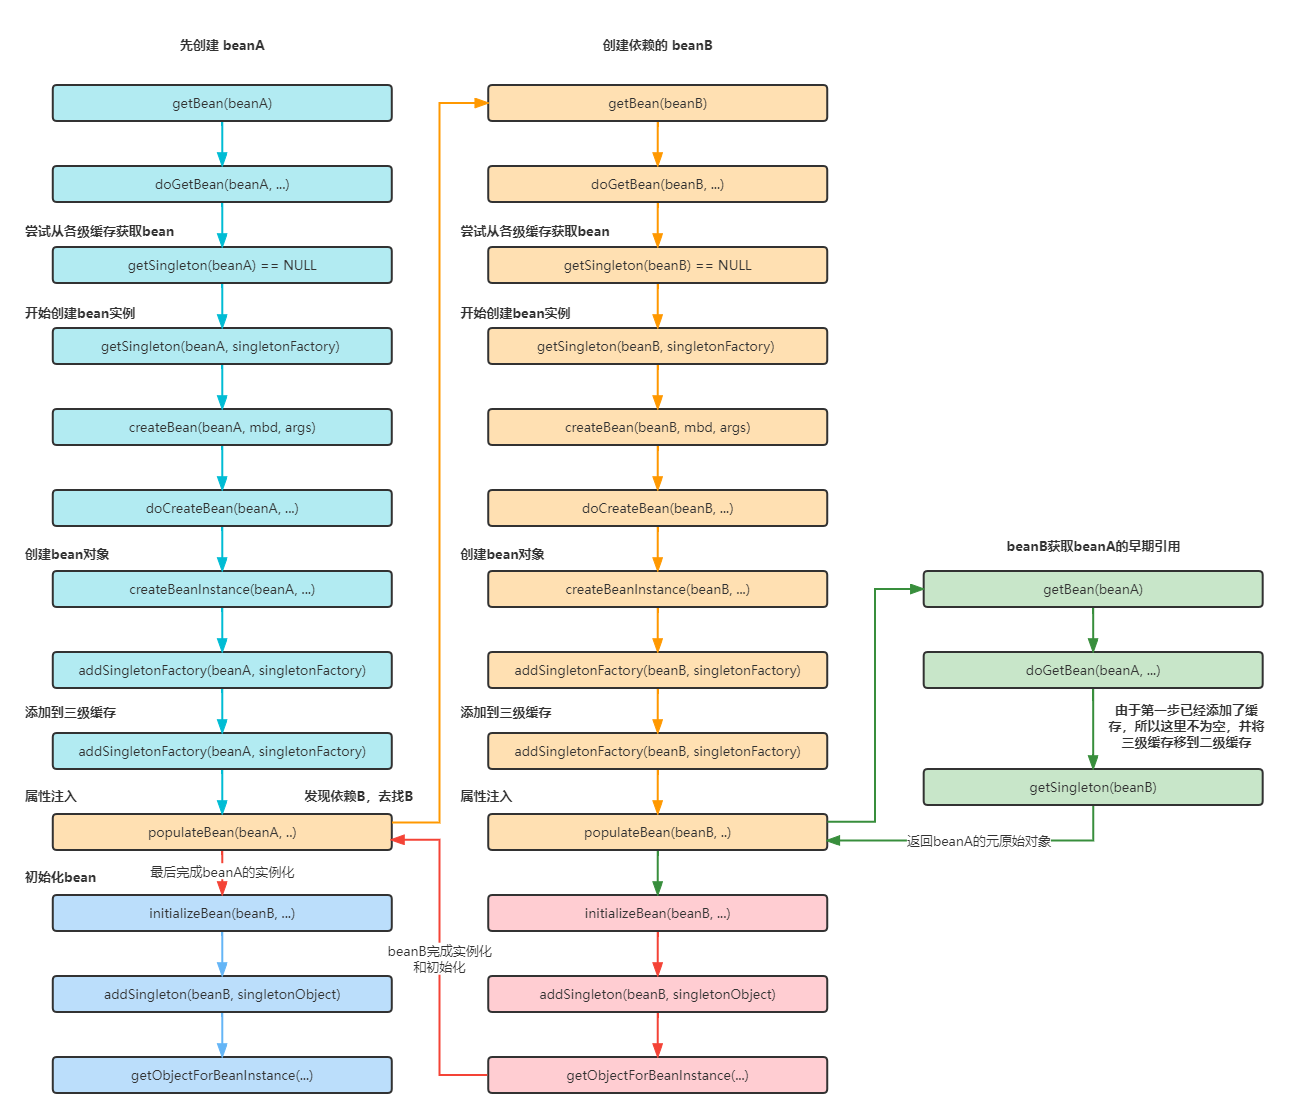 先创建 beanA
getBean(beanA)
doGetBean(beanA, ...)
尝试从各级缓存获取bean
getSingleton(beanA) == NULL
开始创建bean实例
getSingleton(beanA, singletonFactory)
createBean(beanA, mbd, args)
doCreateBean(beanA, ...)
创建bean对象
createBeanInstance(beanA, ...)
addSingletonFactory(beanA, singletonFactory)
添加到三级缓存
addSingletonFactory(beanA, singletonFactory)
属性注入
发现依赖B，去找B
populateBean(beanA, ..)
最后完成beanA的实例化
初始化bean
initializeBean(beanB, ...)
addSingleton(beanB, singletonObject)
getObjectForBeanInstance(...)
创建依赖的 beanB
getBean(beanB)
doGetBean(beanB, ...)
尝试从各级缓存获取bean
getSingleton(beanB) == NULL
开始创建bean实例
getSingleton(beanB, singletonFactory)
createBean(beanB, mbd, args)
doCreateBean(beanB, ...)
创建bean对象
createBeanInstance(beanB, ...)
addSingletonFactory(beanB, singletonFactory)
添加到三级缓存
addSingletonFactory(beanB, singletonFactory)
属性注入
populateBean(beanB, ..)
initializeBean(beanB, ...)
beanB完成实例化
和初始化
addSingleton(beanB, singletonObject)
getObjectForBeanInstance(...)
beanB获取beanA的早期引用
getBean(beanA)
doGetBean(beanA, ...)
由于第一步已经添加了缓
存，所以这里不为空，并将
三级缓存移到二级缓存
getSingleton(beanB)
返回beanA的元原始对象